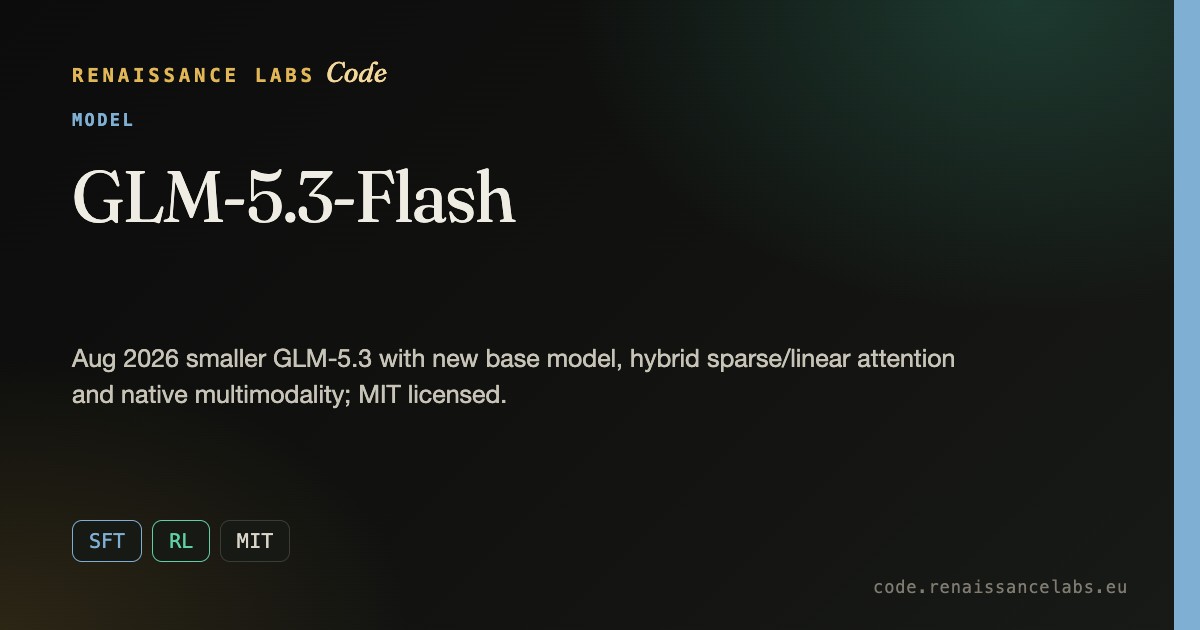 RENAISSANCE LABS Code
MODEL
GLM-5.3-Flash
Aug 2026 smaller GLM-5.3 with new base model, hybrid sparse/linear attention
and native multimodality; MIT licensed.
SFT RL MIT
code.renaissancelabs.eu